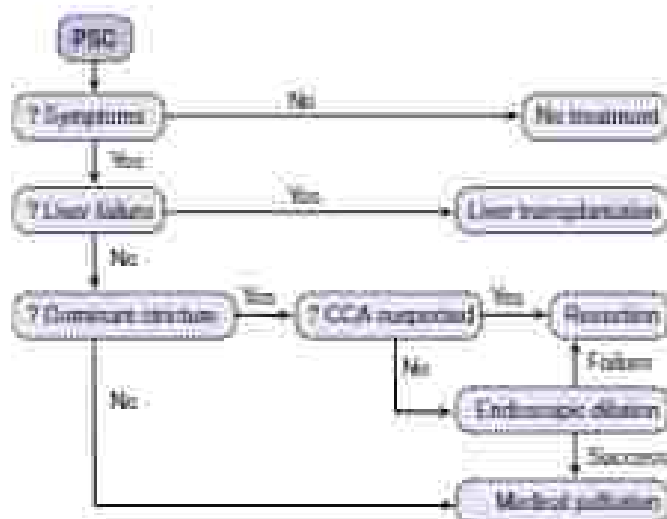 PSC
? Symptoms
No
No treatment
Yes
? Liver failure
Yes
Liver transplantation
No
? Dominant stricture
Yes
? CCA suspected
Yes
Resection
No
No
Failure
Endoscopic dilation
Success
Medical palliation